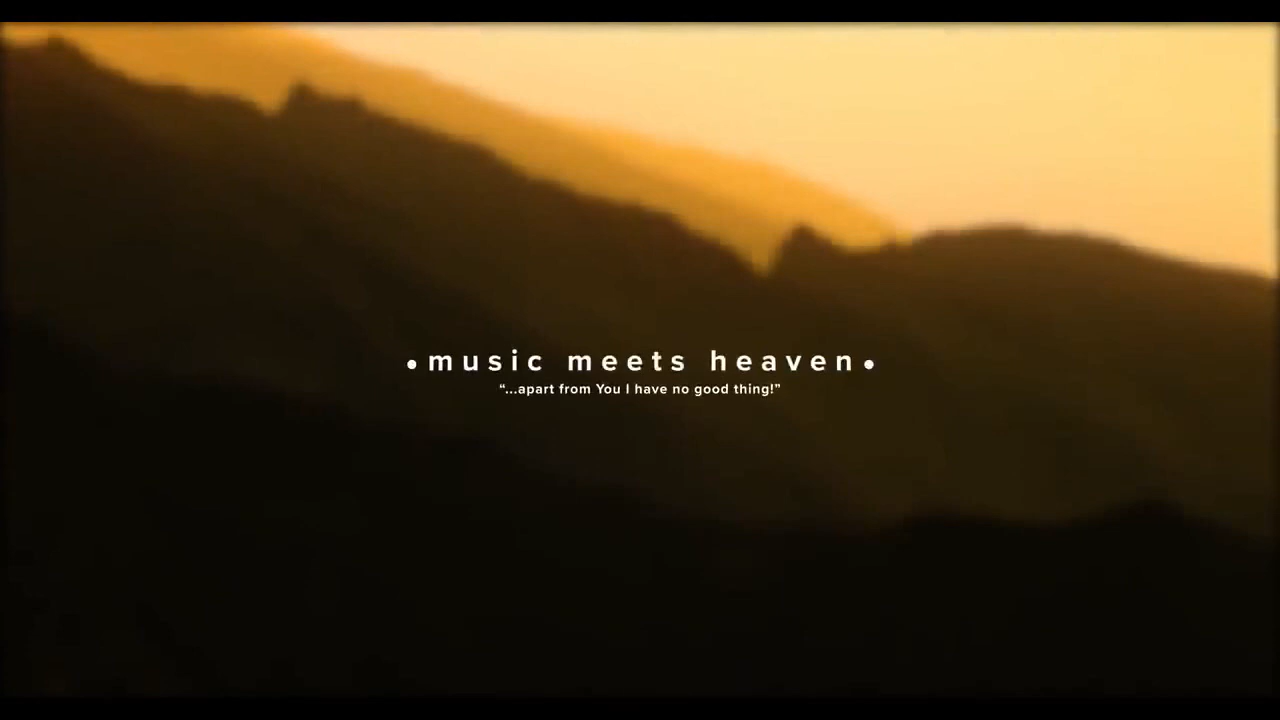 •music meets heaven•
“...apart from You I have no good thing!”